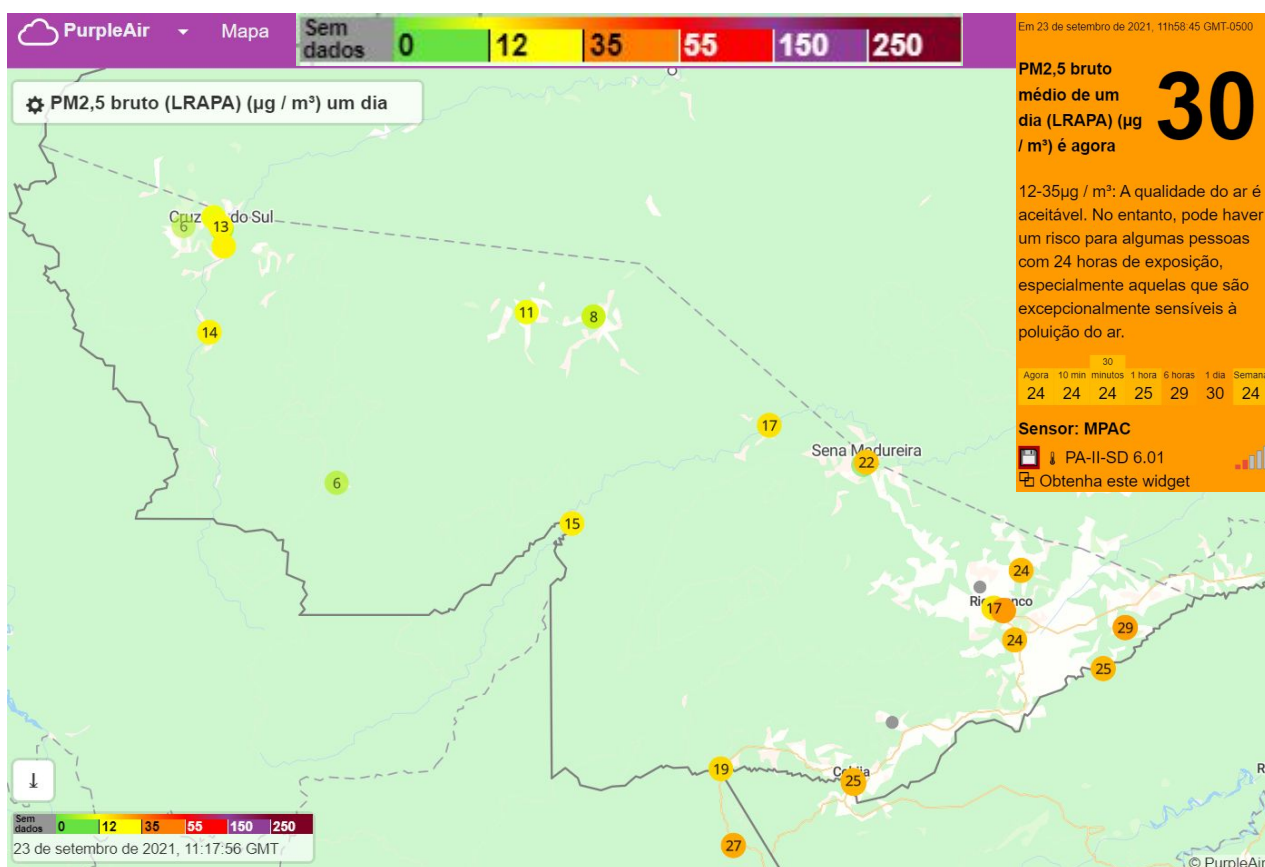 PurpleAir
Mapa
Sem dados 0 12 35 55 150 250
PM2,5 bruto (LRAPA) (µg / m³) um dia
Em 23 de setembro de 2021, 11h58:45 GMT-0500
PM2,5 bruto
médio de um
dia (LRAPA) (µg
/ m³) é agora
30
12-35µg / m³: A qualidade do ar é
aceitável. No entanto, pode haver
um risco para algumas pessoas
com 24 horas de exposição,
especialmente aquelas que são
excepcionalmente sensíveis à
poluição do ar.
Agora 10 min 30 minutos 1 hora 6 horas 1 dia Semana
24 24 24 25 29 30 24
Sensor: MPAC
PA-II-SD 6.01
Obtenha este widget
6
13
do Sul
14
11
8
17
Sena Madureira
22
6
15
24
17
24
29
25
19
25
27
R
Sem dados 0 12 35 55 150 250
23 de setembro de 2021, 11:17:56 GMT
© PurpleAir